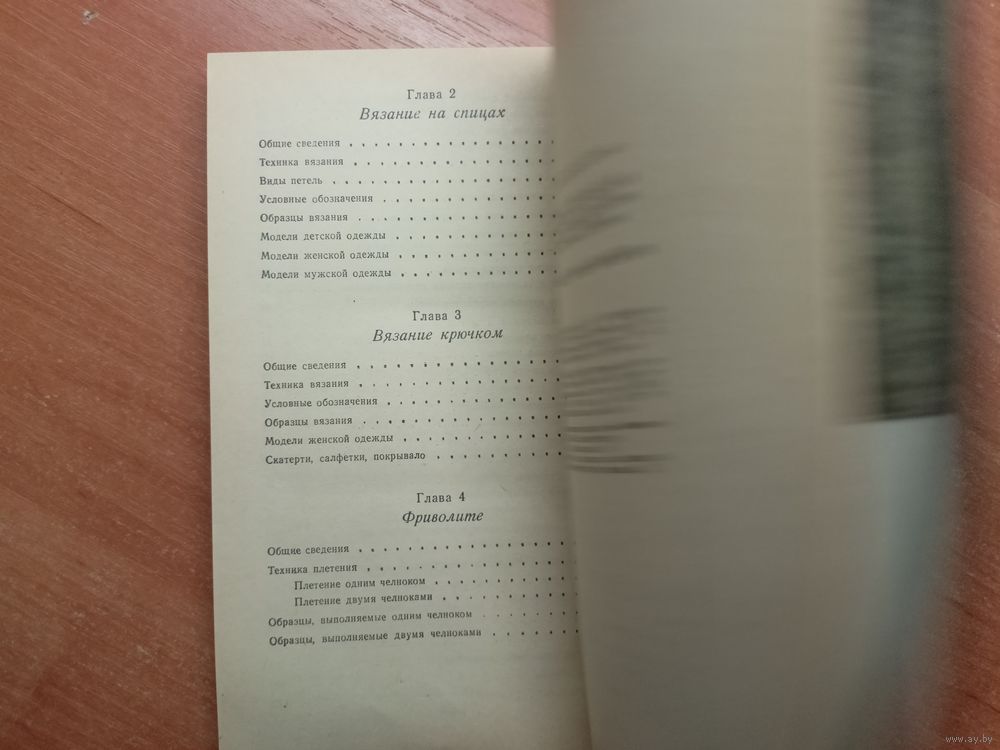 Глава 2
Вязание на спицах
Общие сведения . . . . . . . . . . . . . . . .
Техника вязания . . . . . . . . . . . . . . . .
Виды петель . . . . . . . . . . . . . . . . . .
Условные обозначения . . . . . . . . . . . . . .
Образцы вязания . . . . . . . . . . . . . . . .
Модели детской одежды . . . . . . . . . . . . .
Модели женской одежды . . . . . . . . . . . . .
Модели мужской одежды . . . . . . . . . . . . .
Глава 3
Вязание крючком
Общие сведения . . . . . . . . . . . . . . . .
Техника вязания . . . . . . . . . . . . . . . .
Условные обозначения . . . . . . . . . . . . . .
Образцы вязания . . . . . . . . . . . . . . . .
Модели женской одежды . . . . . . . . . . . . .
Скатерти, салфетки, покрывало . . . . . . . . . .
Глава 4
Фриволите
Общие сведения . . . . . . . . . . . . . . . .
Техника плетения . . . . . . . . . . . . . . . .
Плетение одним челноком . . . . . . . . . . .
Плетение двумя челноками . . . . . . . . . . .
Образцы, выполняемые одним челноком . . . . . . . .
Образцы, выполняемые двумя челноками . . . . . . .
www.ay.by